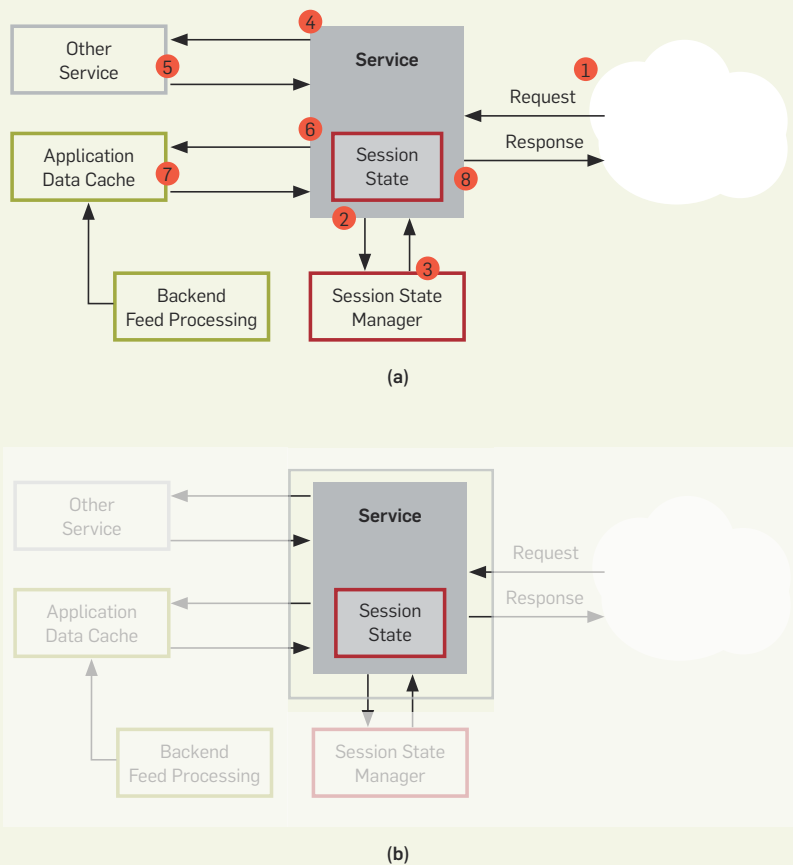 4
Other
Service
5
Service
1
Request
Response
6
Application
Data Cache
7
Session
State
8
2
3
Backend
Feed Processing
Session State
Manager
(a)
Other
Service
Service
Request
Response
Application
Data Cache
Session
State
Backend
Feed Processing
Session State
Manager
(b)